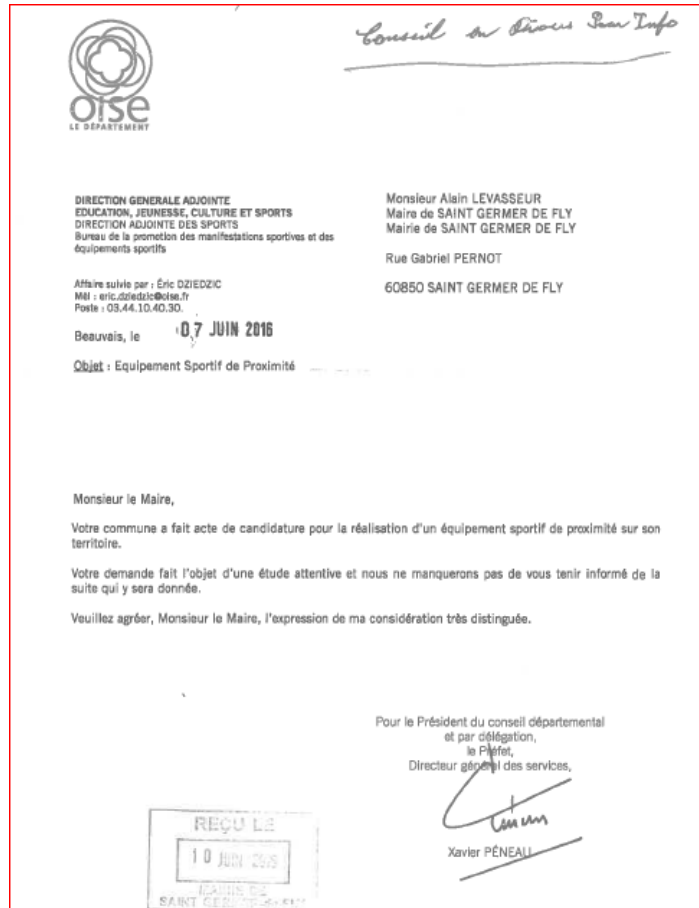 Conseil en
Info
oise
LE DÉPARTEMENT
DIRECTION GENERALE ADJOINTE
EDUCATION, JEUNESSE, CULTURE ET SPORTS
DIRECTION ADJOINTE DES SPORTS
Bureau de la promotion des manifestations sportives et des
équipements sportifs
Affaire suivie par : Éric DZIEDZIC
Mél : eric.dziedzic@oise.fr
Poste : 03.44.10.40.30.
Beauvais, le 07 JUIN 2016
Objet : Equipement Sportif de Proximité
Monsieur Alain LEVASSEUR
Maire de SAINT GERMER DE FLY
Mairie de SAINT GERMER DE FLY
Rue Gabriel PERNOT
60850 SAINT GERMER DE FLY
Monsieur le Maire,
Votre commune a fait acte de candidature pour la réalisation d'un équipement sportif de proximité sur son
territoire.
Votre demande fait l'objet d'une étude attentive et nous ne manquerons pas de vous tenir informé de la
suite qui y sera donnée.
Veuillez agréer, Monsieur le Maire, l'expression de ma considération très distinguée.
Pour le Président du conseil départemental
et par délégation,
le Préfet,
Directeur général des services,
Xavier PÉNEAU
REÇU LE
10 JUIN
MAIRIE DE
SAINT GERMER-DE-FLY